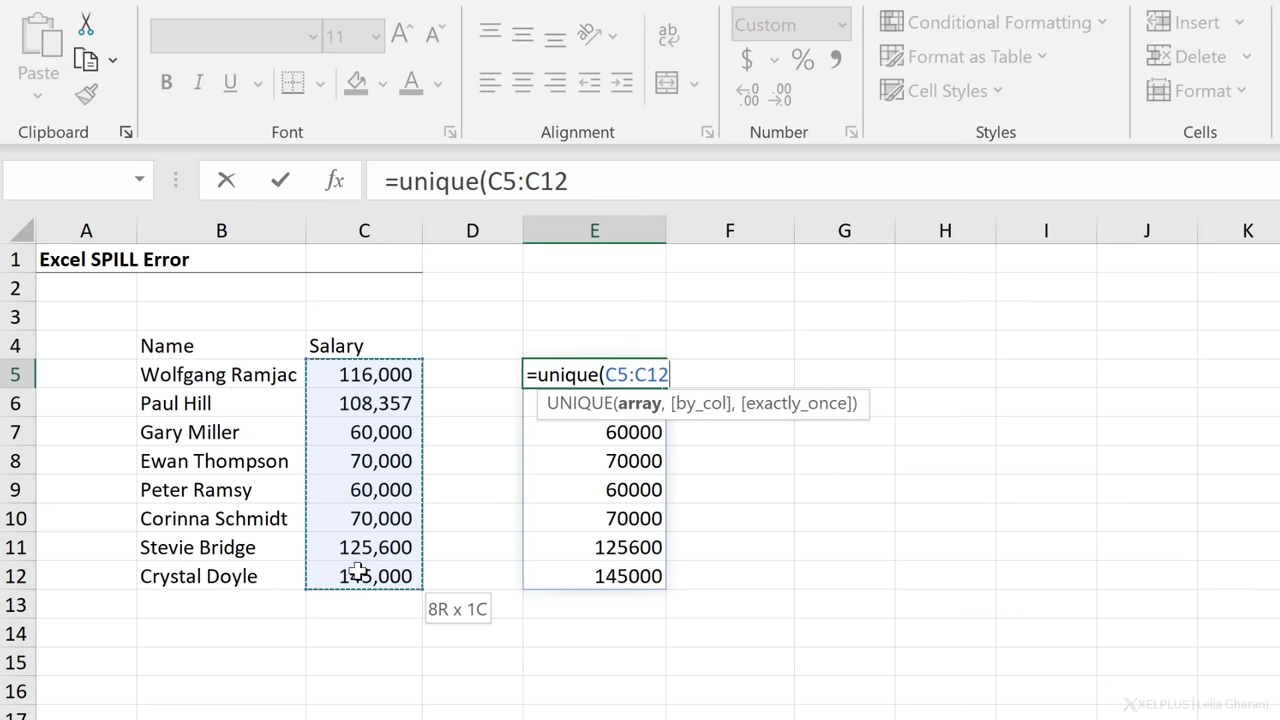 11
Custom
Conditional Formatting
Insert
ab
Paste
Format as Table
Delete
B I U
A
$ % 9
Cell Styles
Format
Clipboard
Font
Alignment
Number
Styles
Cells
fx
=unique(C5:C12
A B C D E F G H I J K
1 Excel SPILL Error
2
3
4 Name Salary
5 Wolfgang Ramjac 116,000 =unique(C5:C12
6 Paul Hill 108,357 UNIQUE(array, [by_col], [exactly_once])
7 Gary Miller 60,000 60000
8 Ewan Thompson 70,000 70000
9 Peter Ramsy 60,000 60000
10 Corinna Schmidt 70,000 70000
11 Stevie Bridge 125,600 125600
12 Crystal Doyle 145,000 145000
13 8R x 1C
14
15
16
17
XELPLUS | Leila Gharani